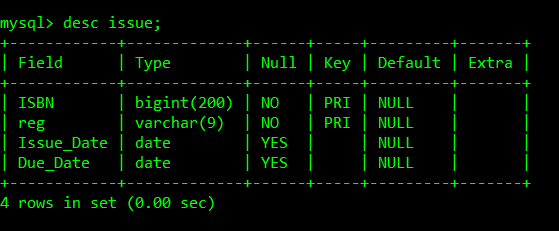 mysql> desc issue;
+------------+-------------+------+-----+---------+-------+
| Field      | Type        | Null | Key | Default | Extra |
+------------+-------------+------+-----+---------+-------+
| ISBN       | bigint(200) | NO   | PRI | NULL    |       |
| reg        | varchar(9)  | NO   | PRI | NULL    |       |
| Issue_Date | date        | YES  |     | NULL    |       |
| Due_Date   | date        | YES  |     | NULL    |       |
+------------+-------------+------+-----+---------+-------+
4 rows in set (0.00 sec)